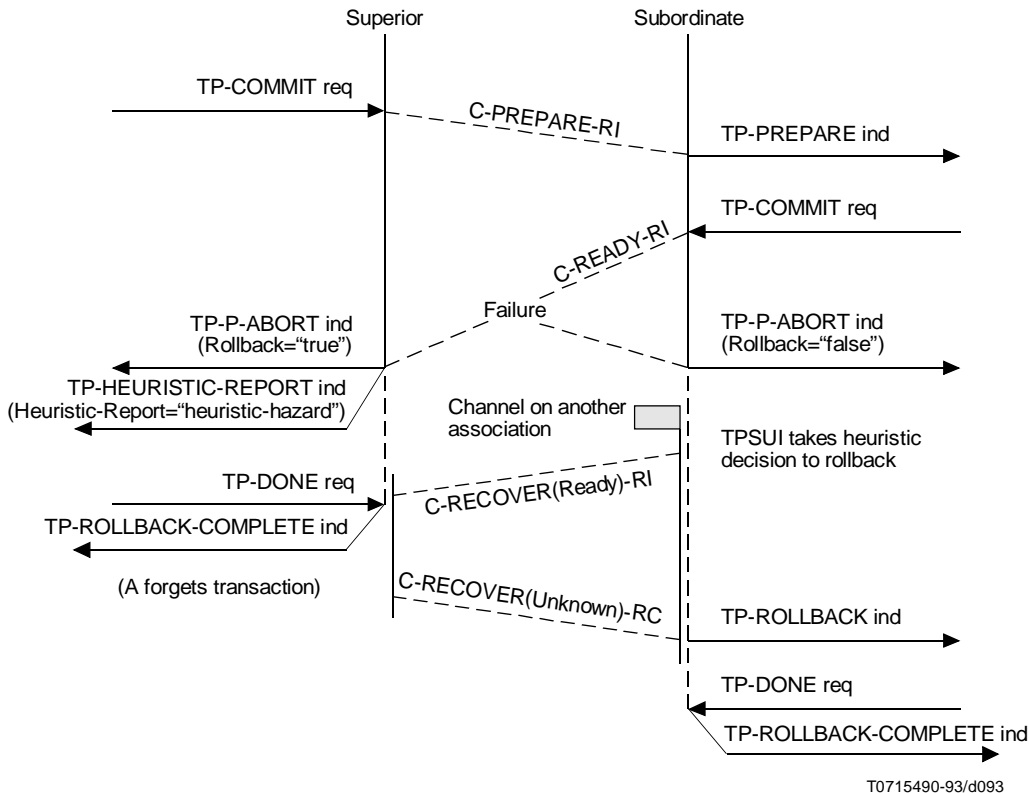 Superior
Subordinate
TP-COMMIT req
C-PREPARE-RI
TP-PREPARE ind
TP-COMMIT req
C-READY-RI
Failure
TP-P-ABORT ind
(Rollback=“true”)
TP-P-ABORT ind
(Rollback=“false”)
TP-HEURISTIC-REPORT ind
(Heuristic-Report=“heuristic-hazard”)
Channel on another
association
TPSUI takes heuristic
decision to rollback
TP-DONE req
C-RECOVER(Ready)-RI
TP-ROLLBACK-COMPLETE ind
(A forgets transaction)
C-RECOVER(Unknown)-RC
TP-ROLLBACK ind
TP-DONE req
TP-ROLLBACK-COMPLETE ind
T0715490-93/d093